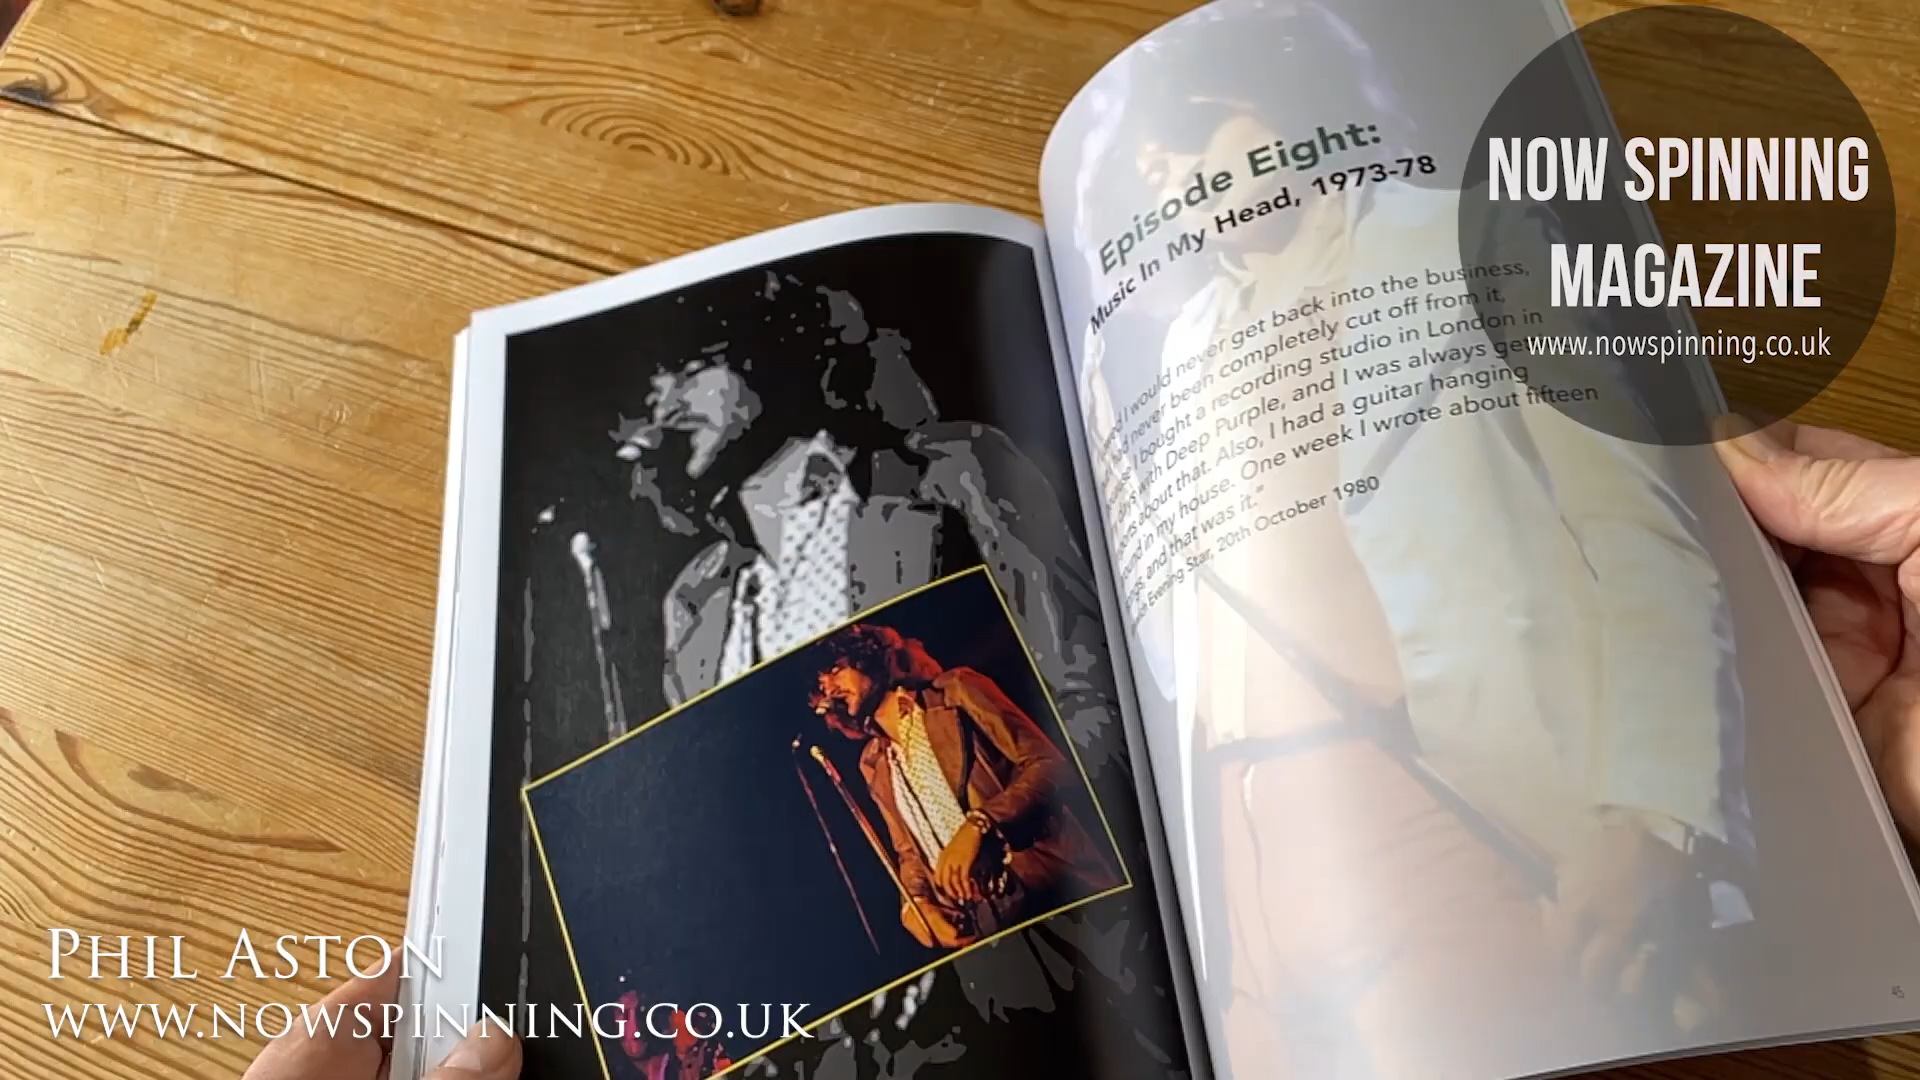 Episode Eight:
Music In My Head, 1973-78
I would never get back into the business,
never been completely cut off from it,
I bought a recording studio in London in
days with Deep Purple, and I was always
about that. Also, I had a guitar hanging
in my house. One week I wrote about fifteen
and that was it."
Evening Star, 20th October 1980
45
NOW SPINNING
MAGAZINE
www.nowspinning.co.uk
PHIL ASTON
WWW.NOWSPINNING.CO.UK